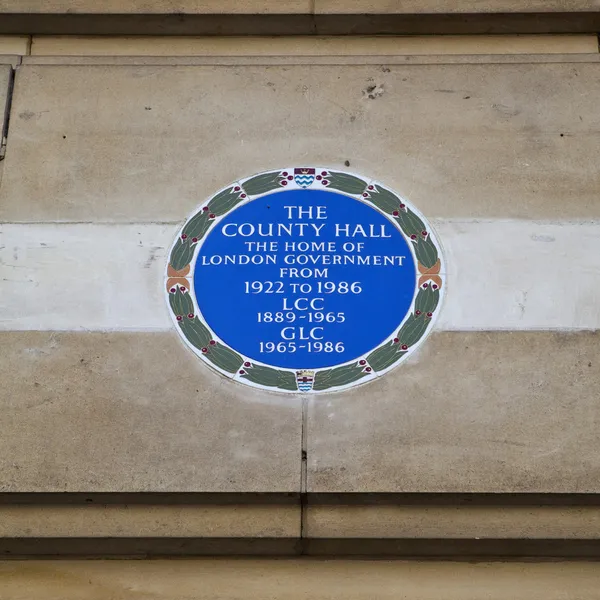 THE
COUNTY HALL
THE HOME OF
LONDON GOVERNMENT
FROM
1922 TO 1986
LCC
1889-1965
GLC
1965-1986